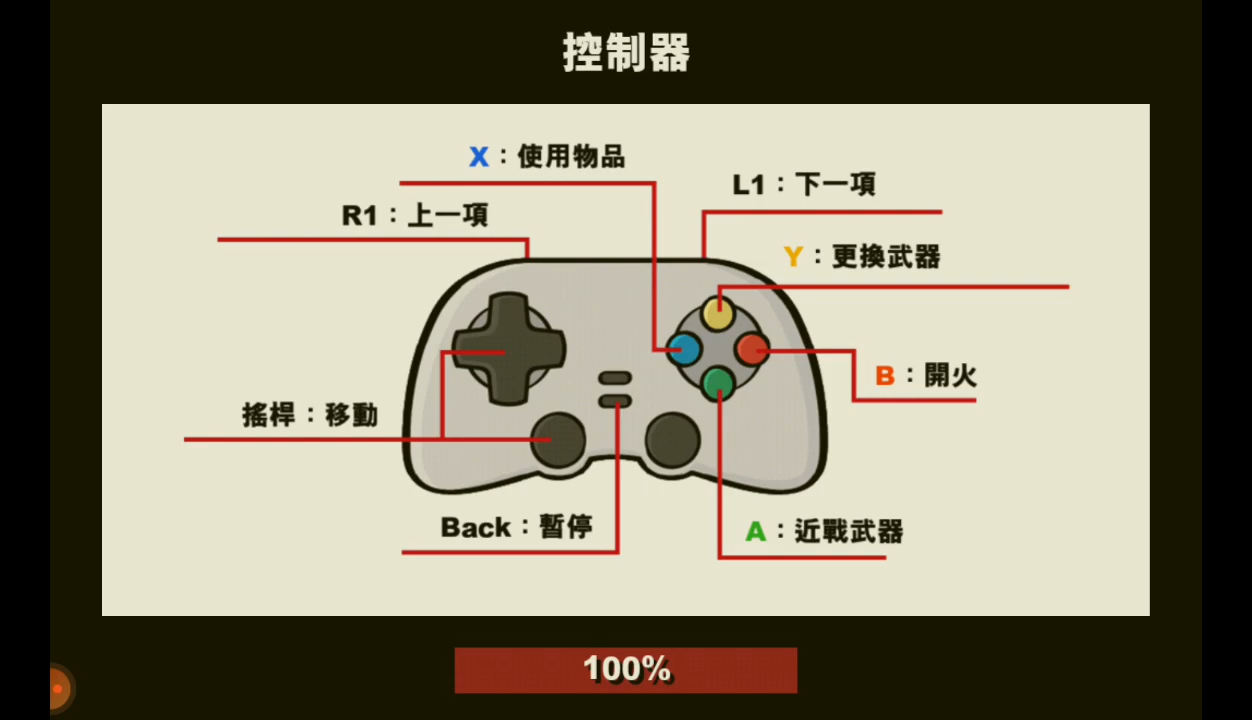 控制器
X：使用物品
L1：下一項
R1：上一項
Y：更換武器
B：開火
搖桿：移動
Back：暫停
A：近戰武器
100%